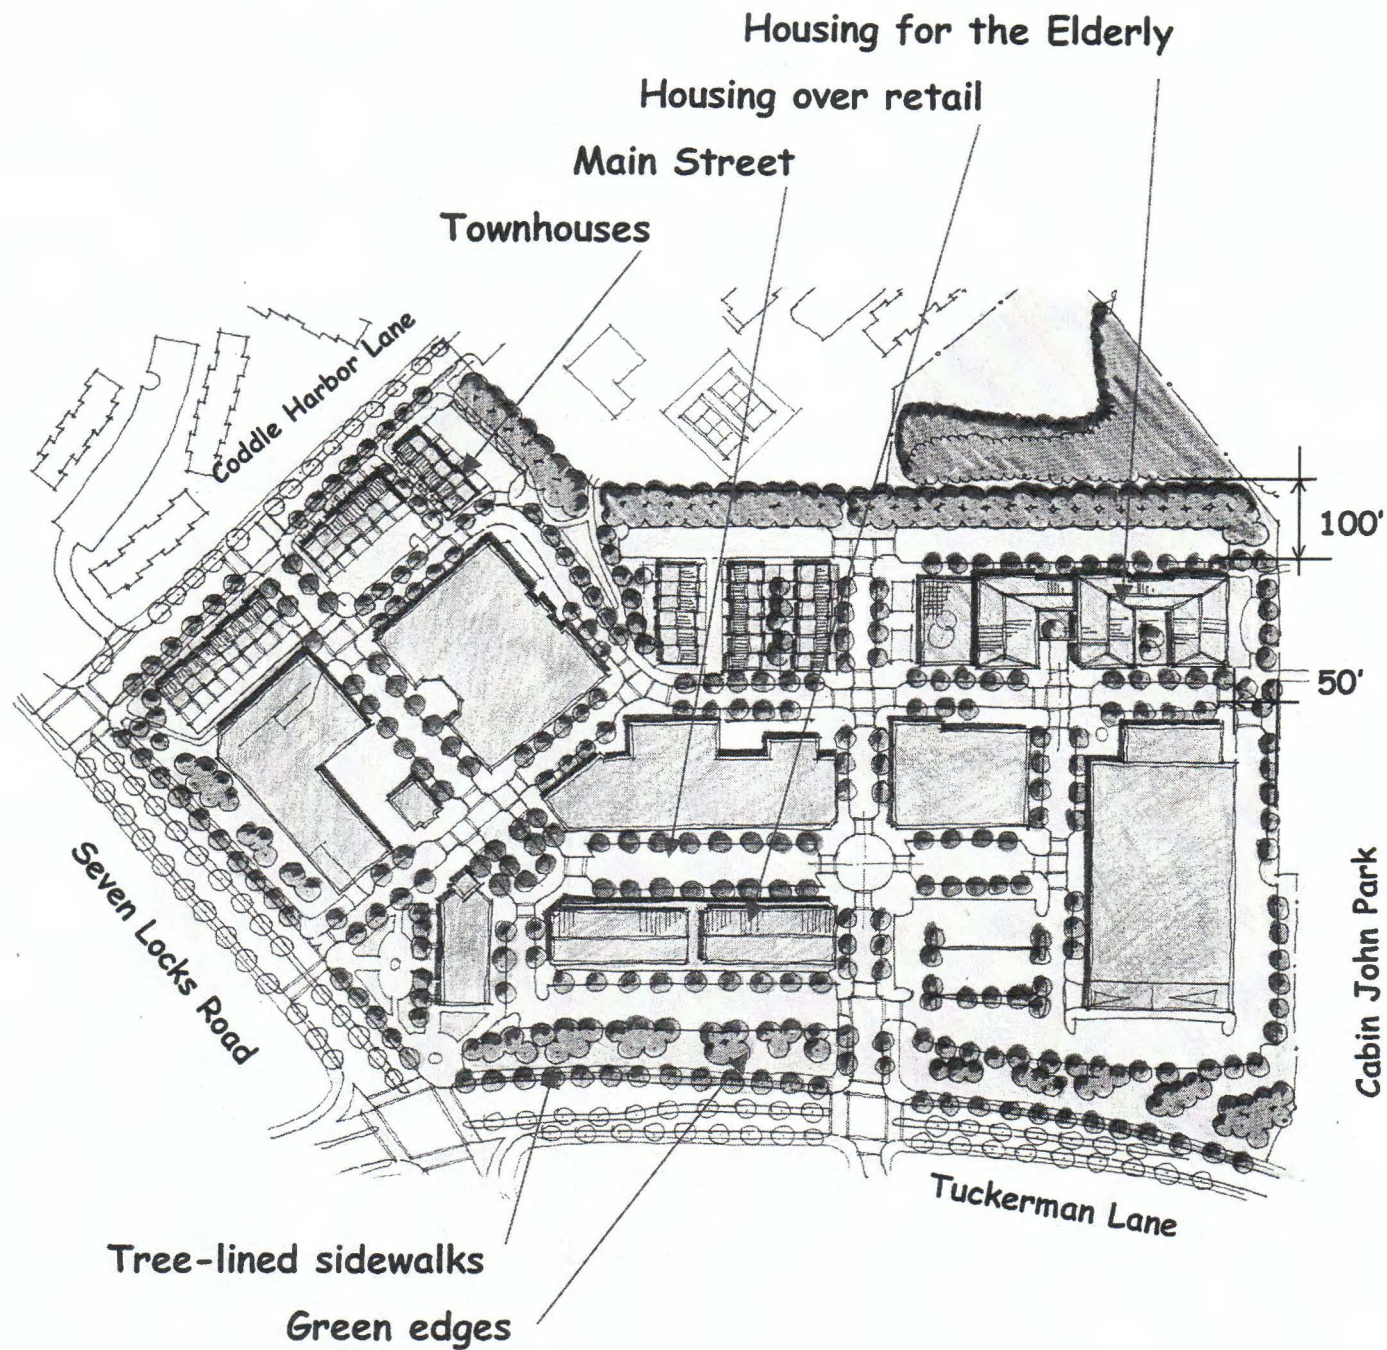 Housing for the Elderly
Housing over retail
Main Street
Townhouses
Coddle Harbor Lane
100'
50'
Seven Locks Road
Cabin John Park
Tuckerman Lane
Tree-lined sidewalks
Green edges